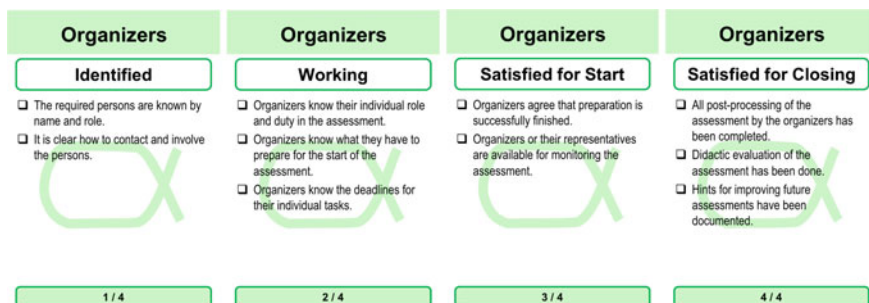 Organizers
Identified
❑ The required persons are known by
name and role.
❑ It is clear how to contact and involve
the persons.
1 / 4
Organizers
Working
❑ Organizers know their individual role
and duty in the assessment.
❑ Organizers know what they have to
prepare for the start of the
assessment.
❑ Organizers know the deadlines for
their individual tasks.
2 / 4
Organizers
Satisfied for Start
❑ Organizers agree that preparation is
successfully finished.
❑ Organizers or their representatives
are available for monitoring the
assessment.
3 / 4
Organizers
Satisfied for Closing
❑ All post-processing of the
assessment by the organizers has
been completed.
❑ Didactic evaluation of the
assessment has been done.
❑ Hints for improving future
assessments have been
documented.
4 / 4